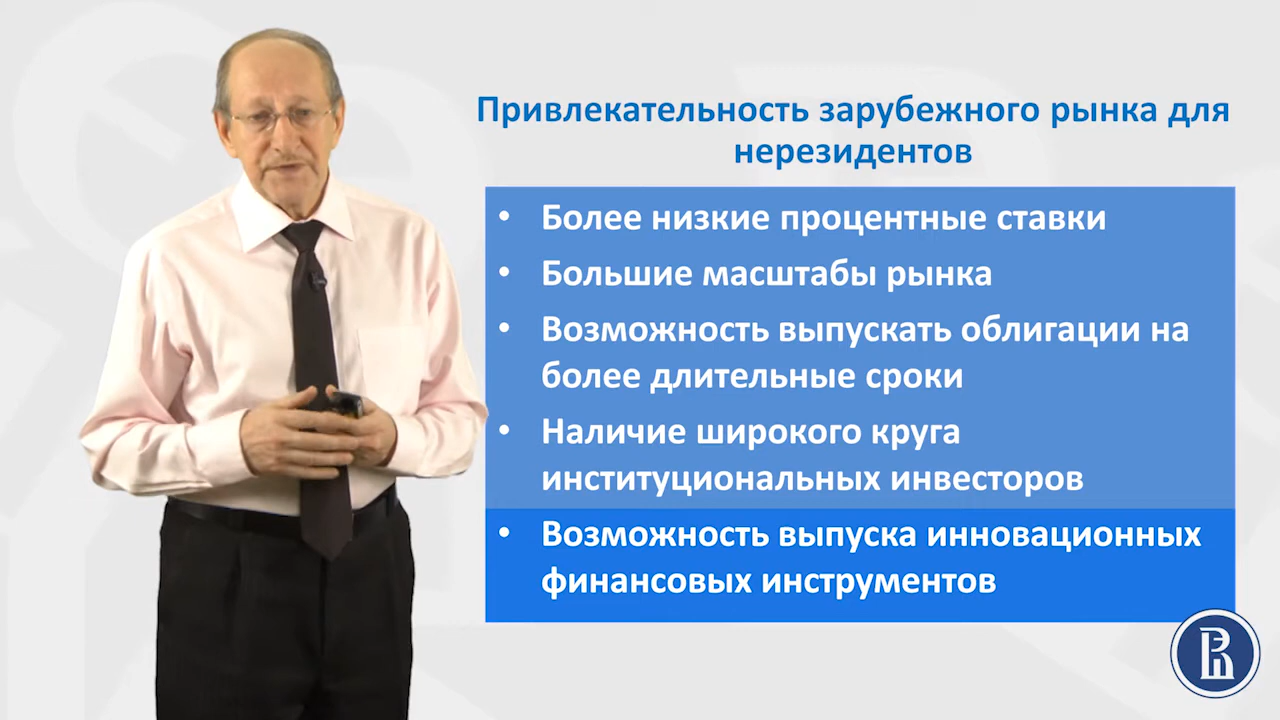 Привлекательность зарубежного рынка для
нерезидентов
• Более низкие процентные ставки
• Большие масштабы рынка
• Возможность выпускать облигации на
более длительные сроки
• Наличие широкого круга
институциональных инвесторов
• Возможность выпуска инновационных
финансовых инструментов